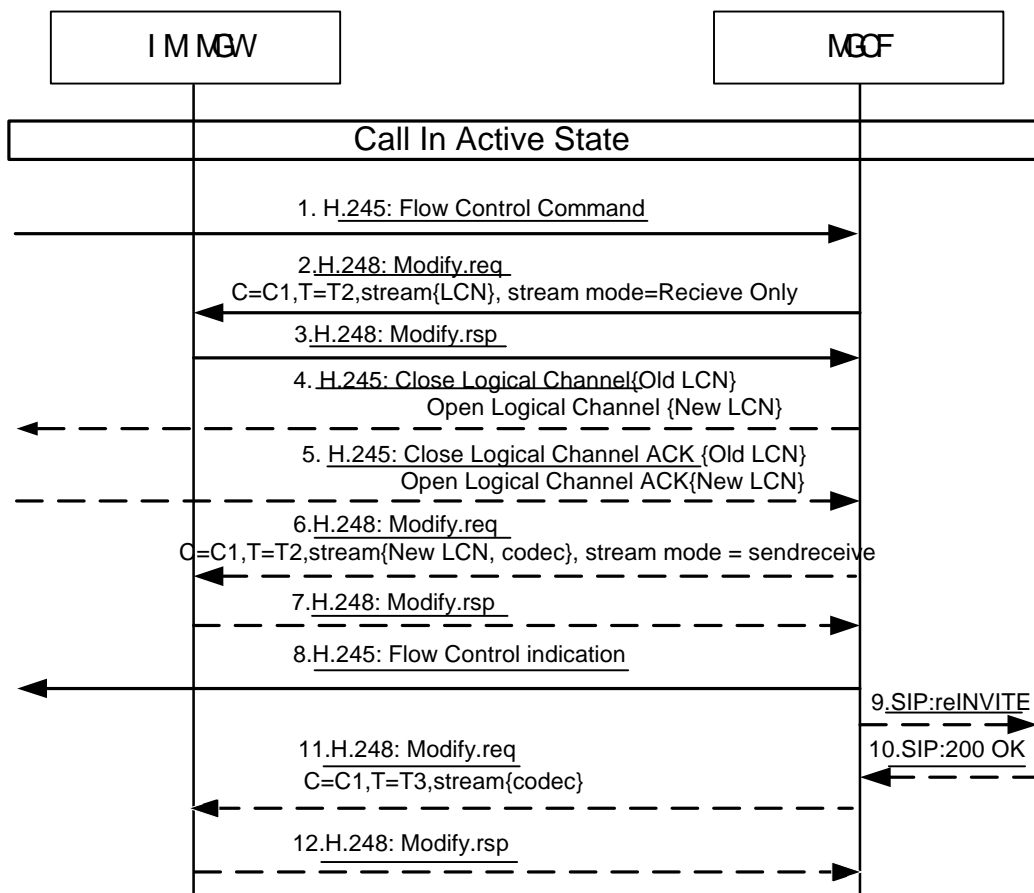 IM MGW
MGCF
Call In Active State
1. H.245: Flow Control Command
2.H.248: Modify.req
C=C1,T=T2,stream{LCN}, stream mode=Recieve Only
3.H.248: Modify.rsp
4. H.245: Close Logical Channel{Old LCN}
Open Logical Channel {New LCN}
5. H.245: Close Logical Channel ACK {Old LCN}
Open Logical Channel ACK{New LCN}
6.H.248: Modify.req
C=C1,T=T2,stream{New LCN, codec}, stream mode = sendreceive
7.H.248: Modify.rsp
8.H.245: Flow Control indication
9.SIP:reINVITE
10.SIP:200 OK
11.H.248: Modify.req
C=C1,T=T3,stream{codec}
12.H.248: Modify.rsp